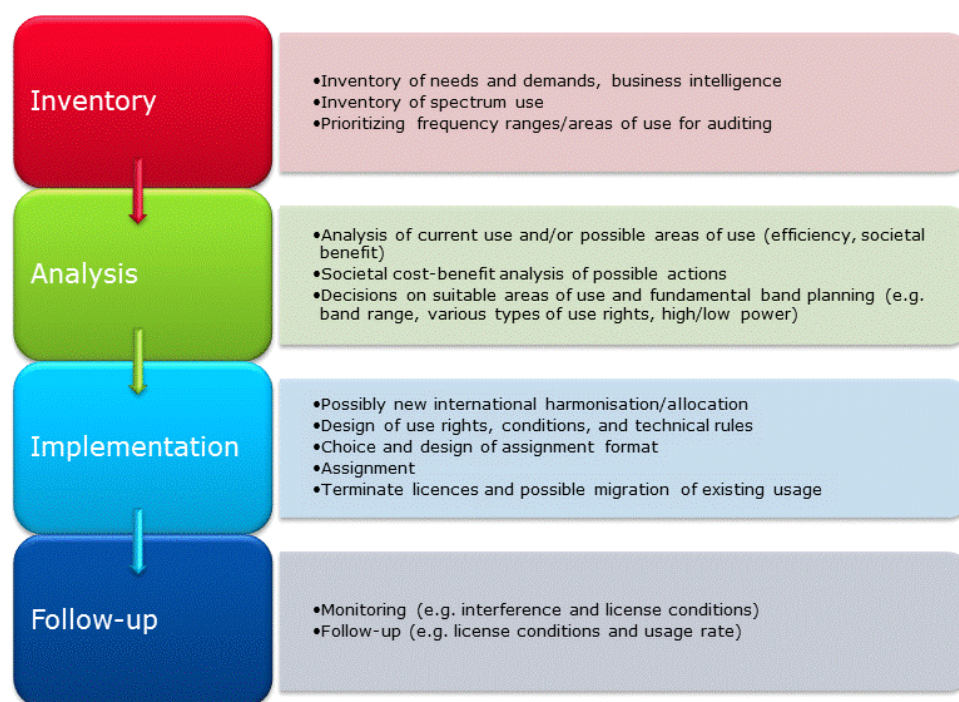 Inventory
•Inventory of needs and demands, business intelligence
•Inventory of spectrum use
•Prioritizing frequency ranges/areas of use for auditing
Analysis
•Analysis of current use and/or possible areas of use (efficiency, societal
benefit)
•Societal cost-benefit analysis of possible actions
•Decisions on suitable areas of use and fundamental band planning (e.g.
band range, various types of use rights, high/low power)
Implementation
•Possibly new international harmonisation/allocation
•Design of use rights, conditions, and technical rules
•Choice and design of assignment format
•Assignment
•Terminate licences and possible migration of existing usage
Follow-up
•Monitoring (e.g. interference and license conditions)
•Follow-up (e.g. license conditions and usage rate)